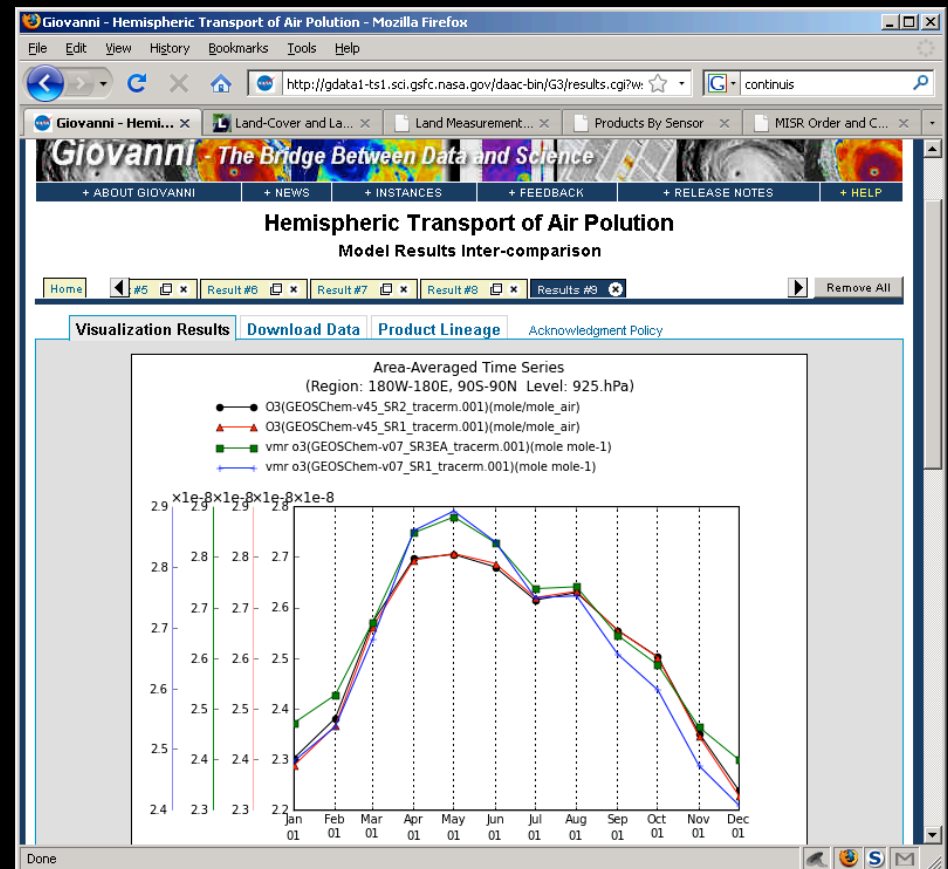 Giovanni - Hemispheric Transport of Air Polution - Mozilla Firefox
File Edit View History Bookmarks Tools Help
http://gdata1-ts1.sci.gsfc.nasa.gov/daac-bin/G3/results.cgi?w: G continuis
Giovanni - Hemi... Land-Cover and La... Land Measurement... Products By Sensor MISR Order and C...
Giovanni - The Bridge Between Data and Science
+ ABOUT GIOVANNI + NEWS + INSTANCES + FEEDBACK + RELEASE NOTES + HELP
Hemispheric Transport of Air Polution
Model Results Inter-comparison
Home #5 Result #6 Result #7 Result #8 Results #9 Remove All
Visualization Results Download Data Product Lineage Acknowledgment Policy
Area-Averaged Time Series
(Region: 180W-180E, 90S-90N Level: 925.hPa)
O3(GEOSChem-v45_SR2_tracerm.001)(mole/mole_air)
O3(GEOSChem-v45_SR1_tracerm.001)(mole/mole_air)
vmr o3(GEOSChem-v07_SR3EA_tracerm.001)(mole mole-1)
vmr o3(GEOSChem-v07_SR1_tracerm.001)(mole mole-1)
×1e-8×1e-8×1e-8×1e-8
2.9 2.9 2.9 2.8
2.8 2.8 2.8 2.7
2.7 2.7 2.7 2.6
2.6 2.6 2.6 2.5
2.5 2.5 2.5 2.4
2.4 2.4 2.3
2.4 2.3 2.3 2.2
Jan Feb Mar Apr May Jun Jul Aug Sep Oct Nov Dec
01 01 01 01 01 01 01 01 01 01 01 01
Done S